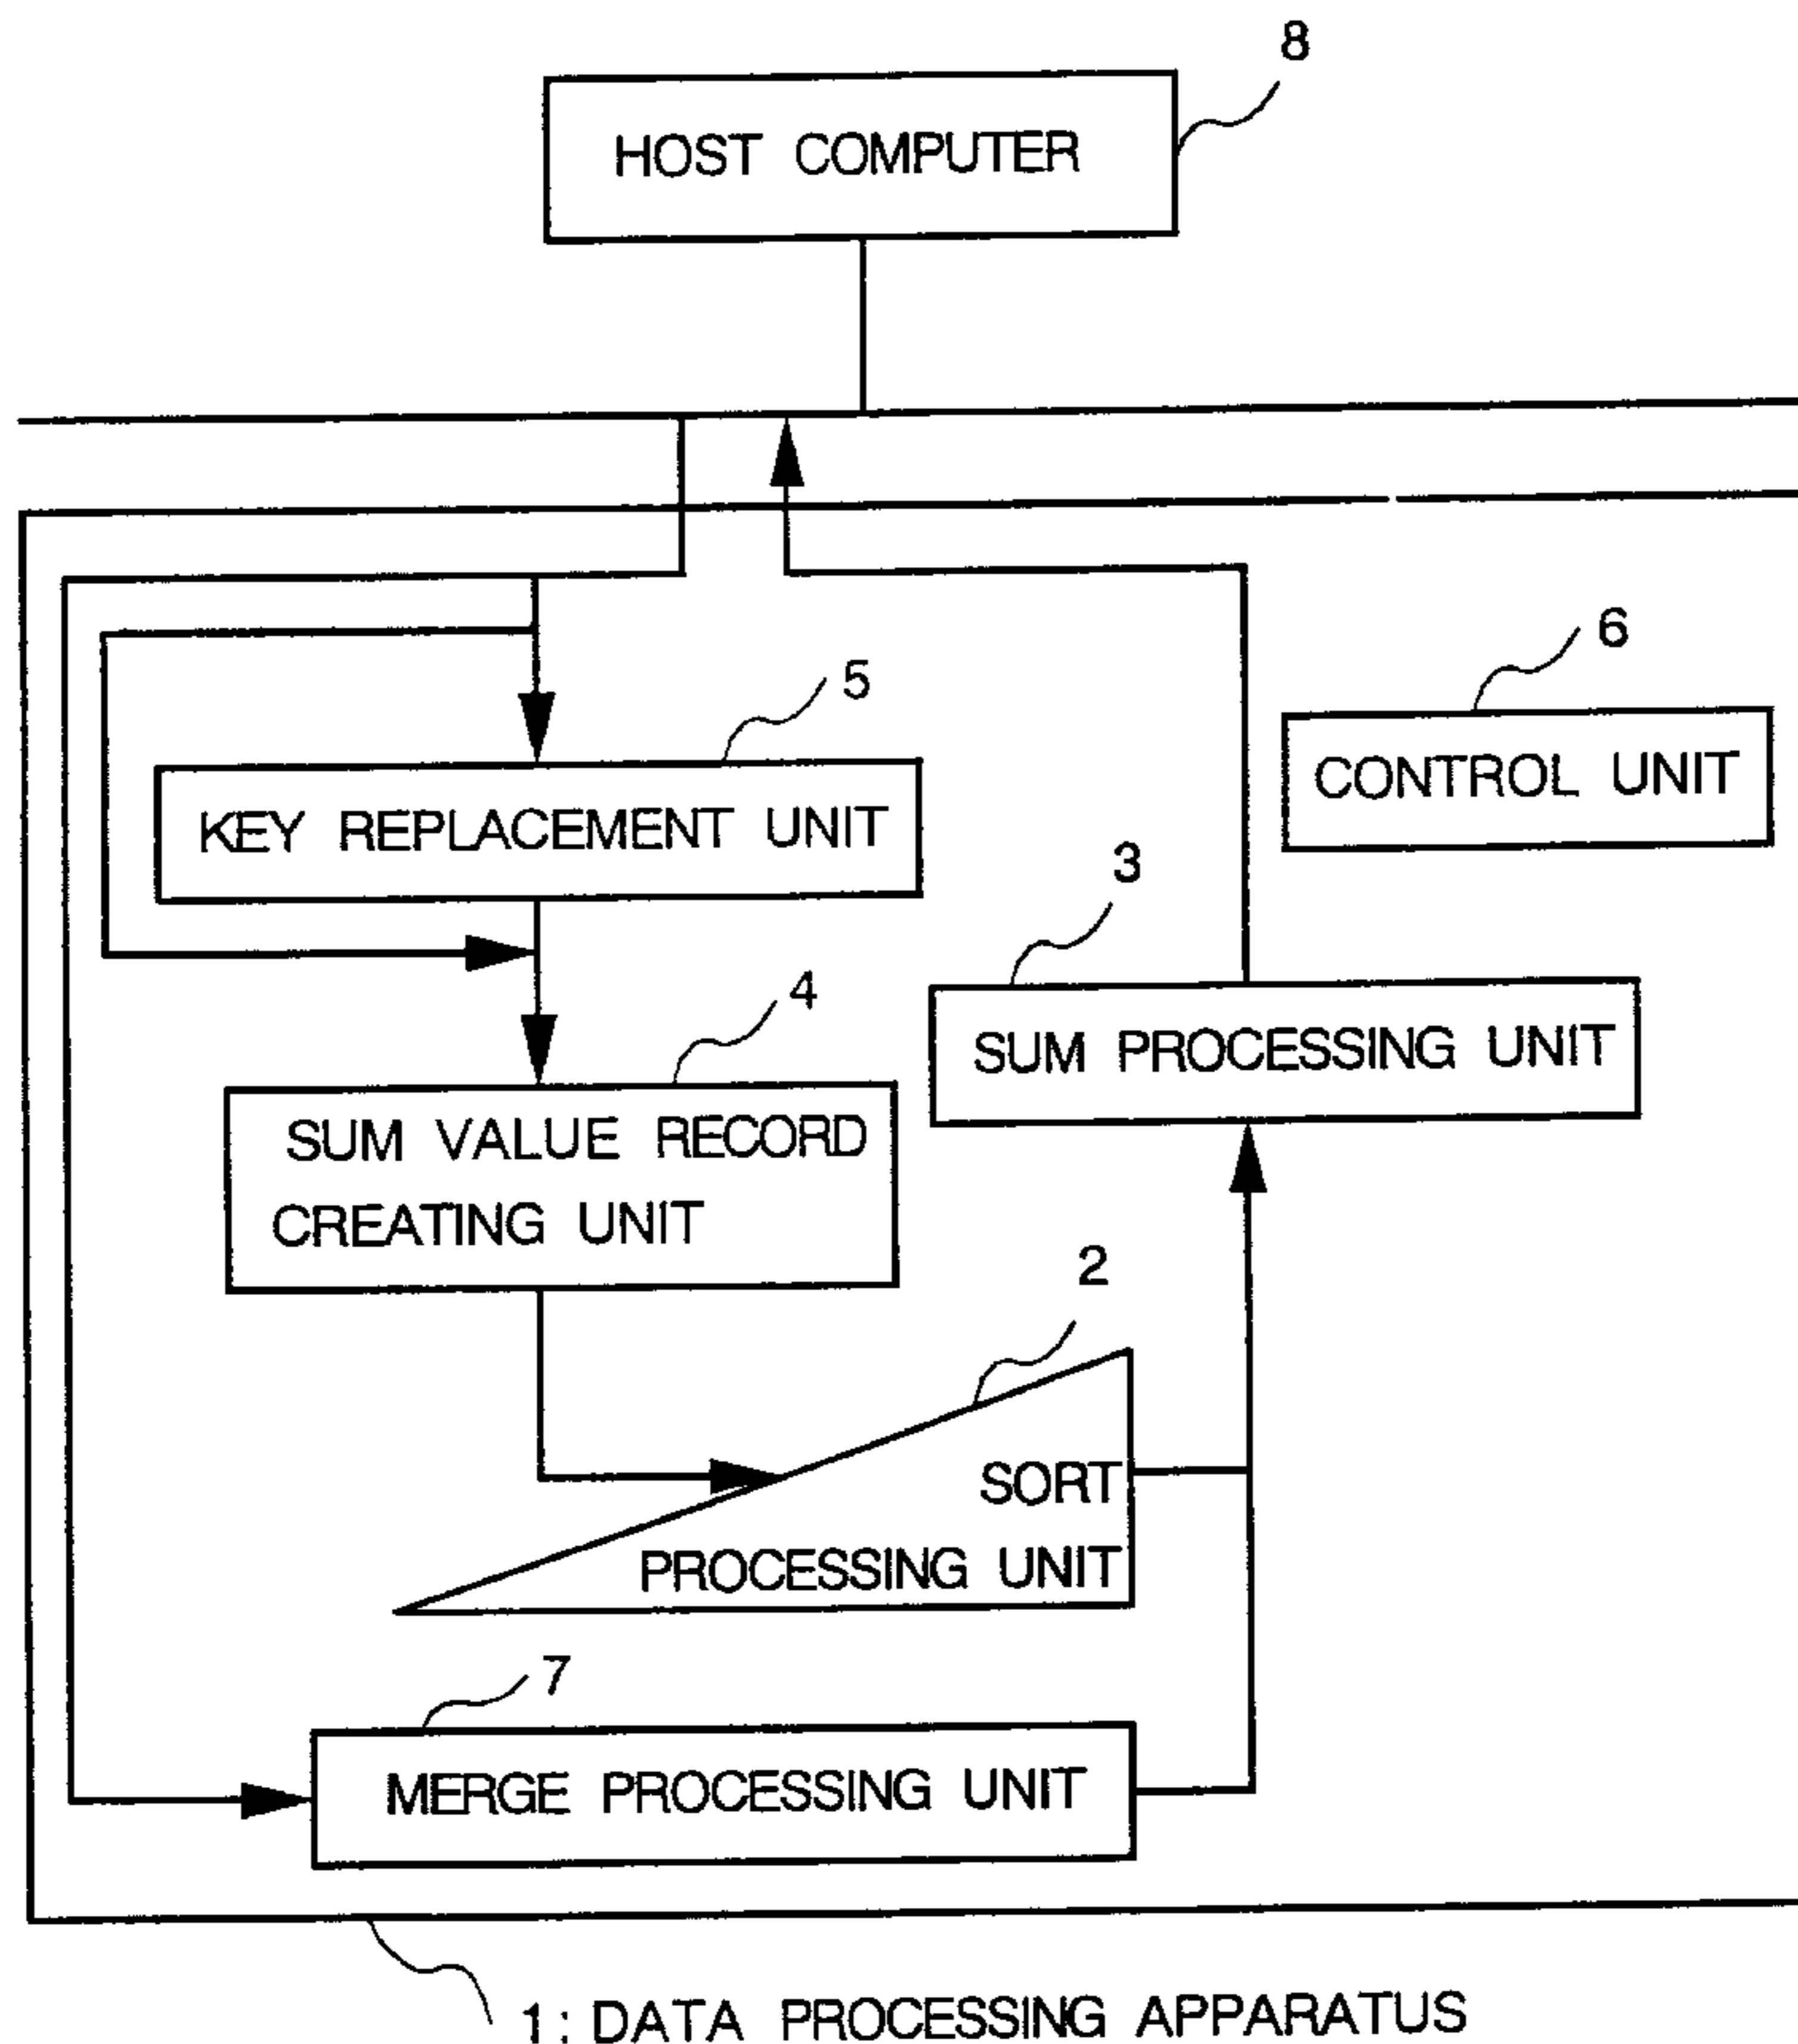 8
HOST COMPUTER
6
5
CONTROL UNIT
KEY REPLACEMENT UNIT
3
4
SUM PROCESSING UNIT
SUM VALUE RECORD
CREATING UNIT
2
SORT
PROCESSING UNIT
7
MERGE PROCESSING UNIT
1: DATA PROCESSING APPARATUS